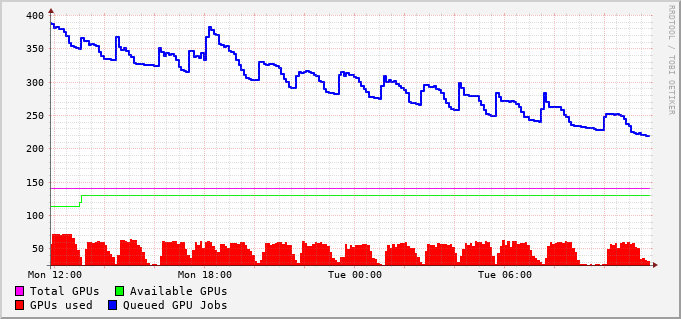 400
350
300
250
200
150
100
50
Mon 12:00 Mon 18:00 Tue 00:00 Tue 06:00
Total GPUs Available GPUs
GPUs used Queued GPU Jobs
RRDTOOL / TOBI OETIKER